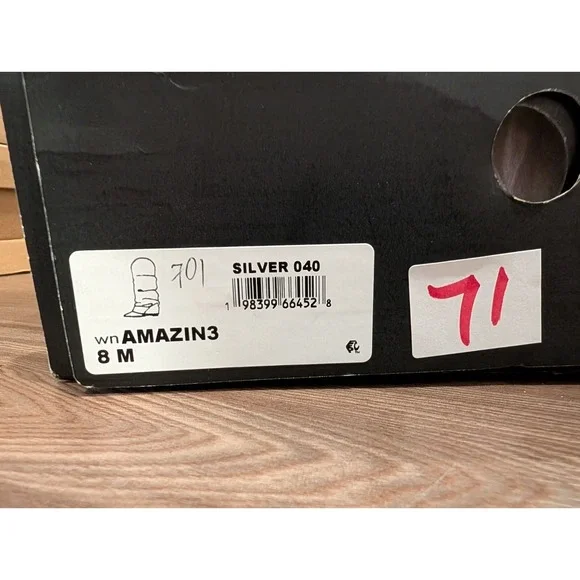 701
SILVER 040
1 98399 66452 8
wn AMAZIN3
8 M
71